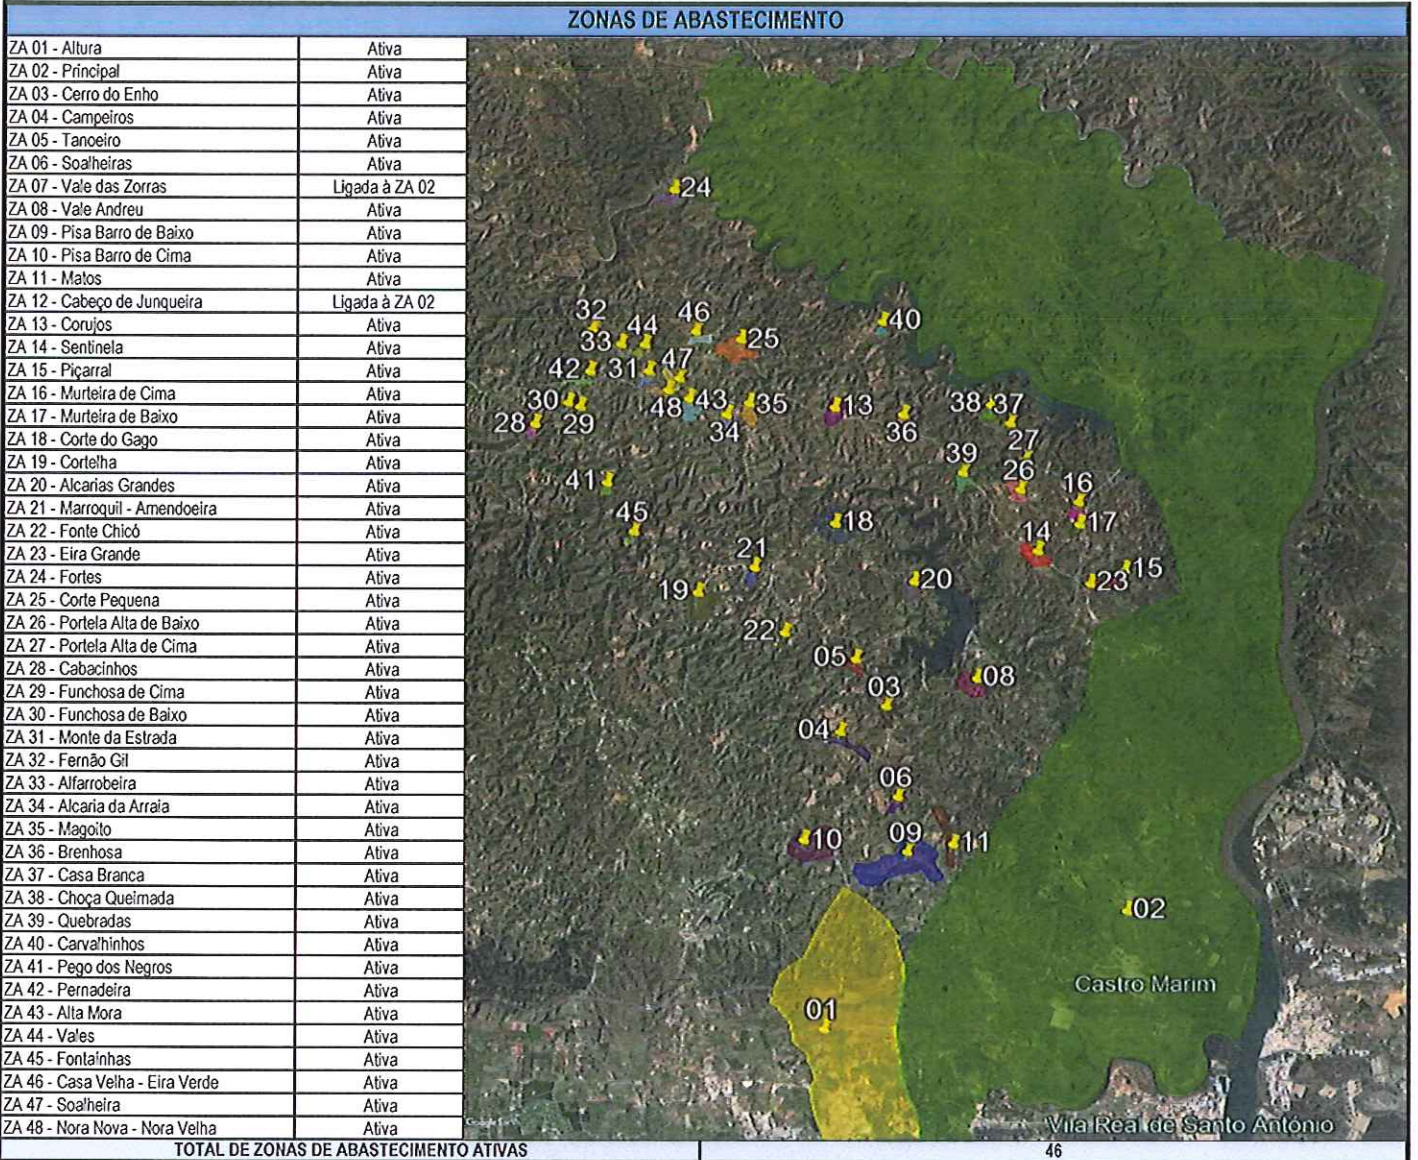 ZONAS DE ABASTECIMENTO
ZA 01 - Altura Ativa
ZA 02 - Principal Ativa
ZA 03 - Cerro do Enho Ativa
ZA 04 - Campeiros Ativa
ZA 05 - Tanoeiro Ativa
ZA 06 - Soalheiras Ativa
ZA 07 - Vale das Zorras Ligada à ZA 02
ZA 08 - Vale Andreu Ativa
ZA 09 - Pisa Barro de Baixo Ativa
ZA 10 - Pisa Barro de Cima Ativa
ZA 11 - Matos Ativa
ZA 12 - Cabeço de Junqueira Ligada à ZA 02
ZA 13 - Corujos Ativa
ZA 14 - Sentinela Ativa
ZA 15 - Piçarral Ativa
ZA 16 - Murteira de Cima Ativa
ZA 17 - Murteira de Baixo Ativa
ZA 18 - Corte do Gago Ativa
ZA 19 - Cortelha Ativa
ZA 20 - Alcarias Grandes Ativa
ZA 21 - Marroquil - Amendoeira Ativa
ZA 22 - Fonte Chicó Ativa
ZA 23 - Eira Grande Ativa
ZA 24 - Fortes Ativa
ZA 25 - Corte Pequena Ativa
ZA 26 - Portela Alta de Baixo Ativa
ZA 27 - Portela Alta de Cima Ativa
ZA 28 - Cabacinhos Ativa
ZA 29 - Funchosa de Cima Ativa
ZA 30 - Funchosa de Baixo Ativa
ZA 31 - Monte da Estrada Ativa
ZA 32 - Fernão Gil Ativa
ZA 33 - Alfarrobeira Ativa
ZA 34 - Alcaria da Arraia Ativa
ZA 35 - Magoito Ativa
ZA 36 - Brenhosa Ativa
ZA 37 - Casa Branca Ativa
ZA 38 - Choça Queimada Ativa
ZA 39 - Quebradas Ativa
ZA 40 - Carvalhinhos Ativa
ZA 41 - Pego dos Negros Ativa
ZA 42 - Pernadeira Ativa
ZA 43 - Alta Mora Ativa
ZA 44 - Vales Ativa
ZA 45 - Fontainhas Ativa
ZA 46 - Casa Velha - Eira Verde Ativa
ZA 47 - Soalheira Ativa
ZA 48 - Nora Nova - Nora Velha Ativa
24
32
46
40
33
44
25
42
31
47
30
48
43
35
13
38
37
28
29
34
36
27
41
39
26
16
45
18
17
21
14
19
20
23
15
22
05
03
08
04
06
10
09
11
02
Castro Marim
01
Google Earth
Vila Real de Santo António
TOTAL DE ZONAS DE ABASTECIMENTO ATIVAS 46